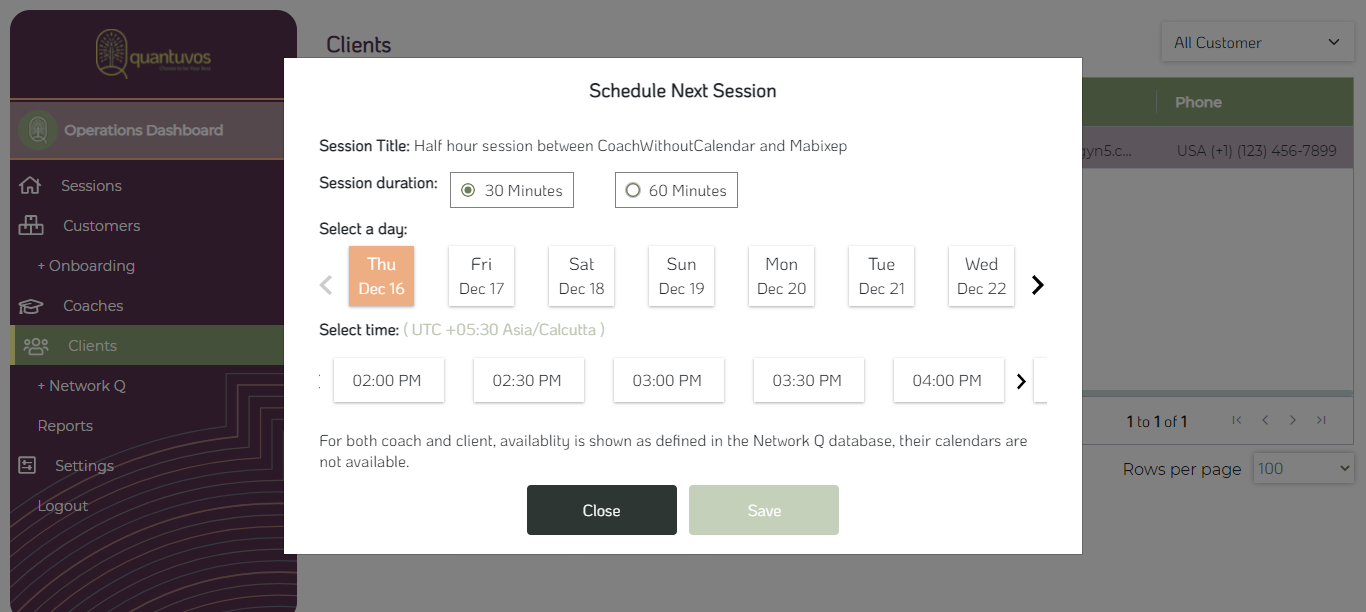 quantuvos
Operations Dashboard
Sessions
Customers
+ Onboarding
Coaches
Clients
+ Network Q
Reports
Settings
Logout
Clients
All Customer
Phone
gyn5.c...
USA (+1) (123) 456-7899
1 to 1 of 1
Rows per page
100
Schedule Next Session
Session Title: Half hour session between CoachWithoutCalendar and Mabixep
Session duration:
30 Minutes
60 Minutes
Select a day:
Thu
Dec 16
Fri
Dec 17
Sat
Dec 18
Sun
Dec 19
Mon
Dec 20
Tue
Dec 21
Wed
Dec 22
Select time: ( UTC +05:30 Asia/Calcutta )
02:00 PM
02:30 PM
03:00 PM
03:30 PM
04:00 PM
For both coach and client, availablity is shown as defined in the Network Q database, their calendars are
not available.
Close
Save